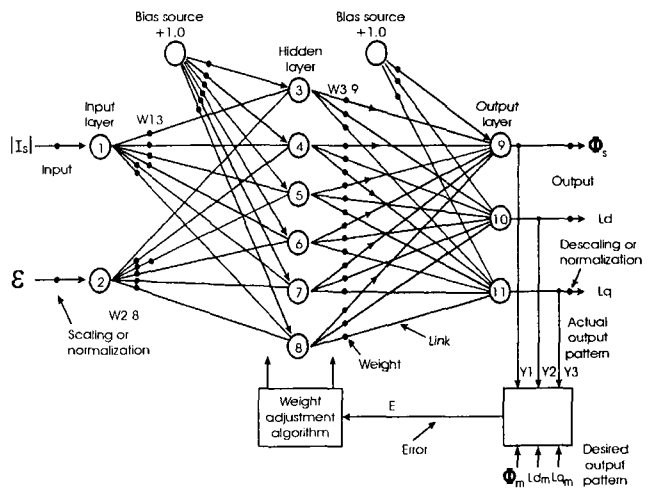 Bias source
+1.0
Bias source
+1.0
Hidden
layer
Input
layer
W13
3
W3 9
Output
layer
|Is|
1
4
9
Φs
Input
Output
5
10
Ld
6
Descaling or
normalization
ε
2
7
11
Lq
W2 8
Scaling or
normalization
8
Link
Weight
Actual
output
pattern
Y1
Y2
Y3
Weight
adjustment
algorithm
E
Error
Desired
output
pattern
Φm
Ldm
Lqm